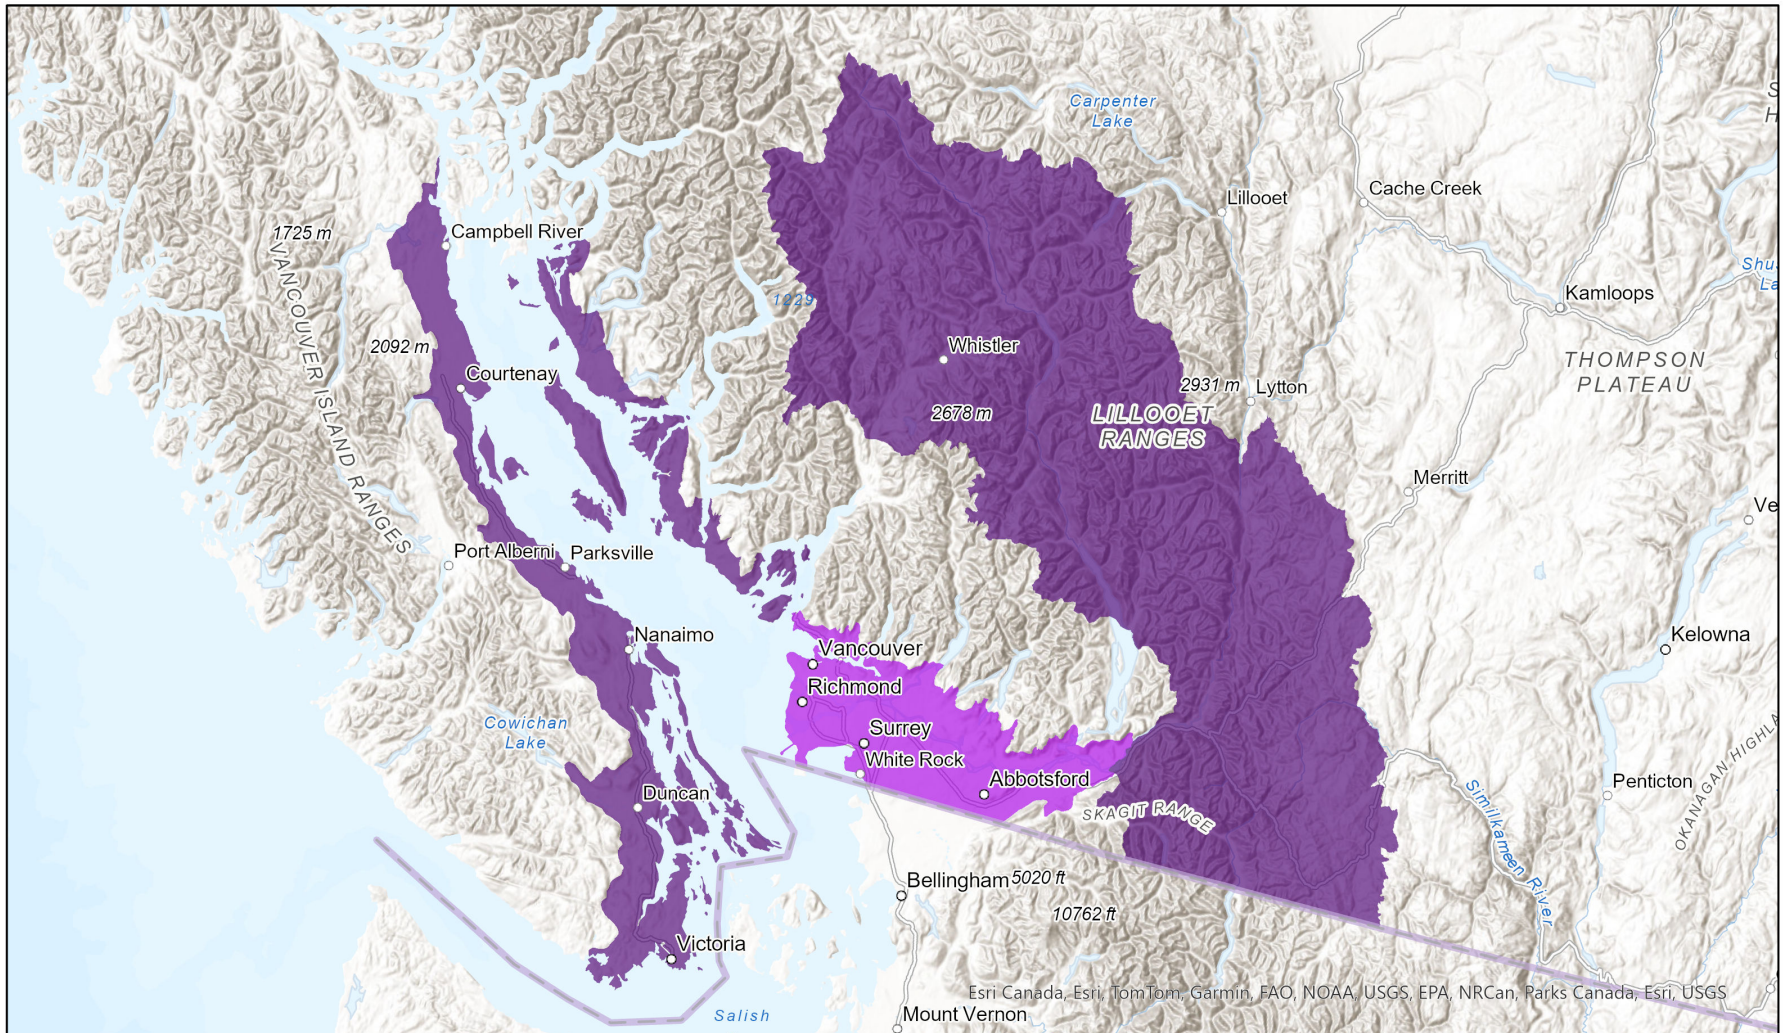 Carpenter
Lake
S
H
Lillooet
Cache Creek
1725 m
Campbell River
VANCOUVER ISLAND RANGES
Shus
La
1229
Kamloops
2092 m
Whistler
THOMPSON
PLATEAU
Courtenay
2931 m
Lytton
2678 m
LILLOOET
RANGES
Merritt
Ve
Port Alberni
Parksville
Nanaimo
Vancouver
Kelowna
Richmond
Cowichan
Lake
Surrey
White Rock
Abbotsford
Penticton
OKANAGAN HIGHLA
Duncan
SKAGIT RANGE
Similkameen River
Bellingham
5020 ft
10762 ft
Victoria
Esri Canada, Esri, TomTom, Garmin, FAO, NOAA, USGS, EPA, NRCan, Parks Canada, Esri, USGS
Salish
Mount Vernon